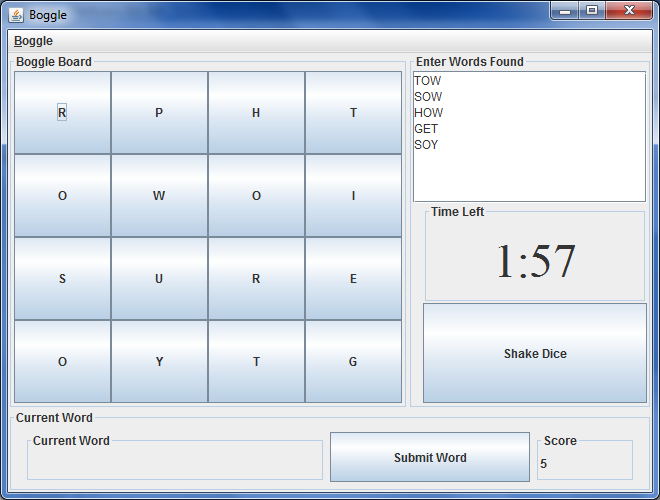 Boggle
Boggle
Boggle Board
R P H T
O W O I
S U R E
O Y T G
Enter Words Found
TOW
SOW
HOW
GET
SOY
Time Left
1:57
Shake Dice
Current Word
Current Word
Submit Word
Score
5